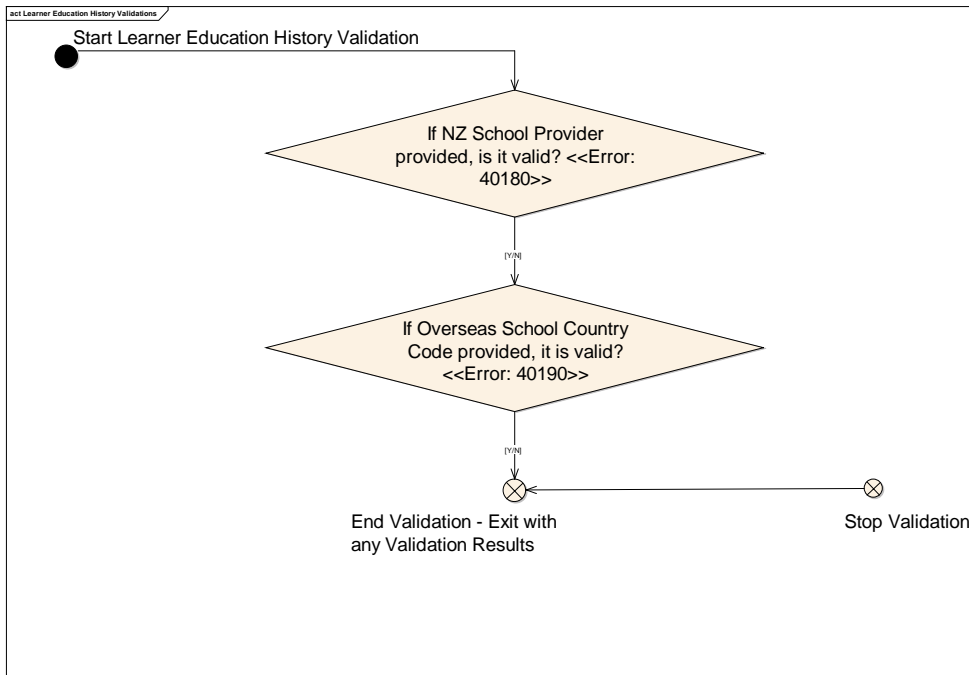 act Learner Education History Validations
Start Learner Education History Validation
If NZ School Provider
provided, is it valid? <<Error:
40180>>
[Y/N]
If Overseas School Country
Code provided, it is valid?
<<Error: 40190>>
[Y/N]
End Validation - Exit with
any Validation Results
Stop Validation